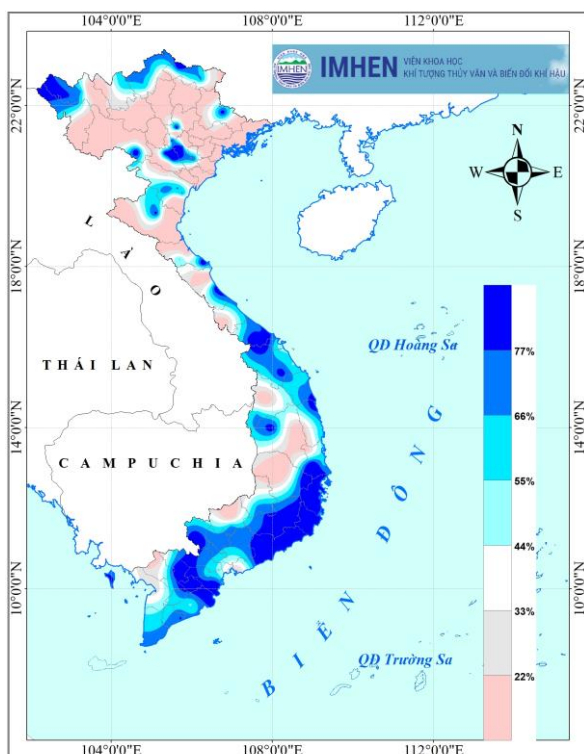 104°0'0"E 108°0'0"E 112°0'0"E
IMHEN
IMHEN
VIỆN KHOA HỌC
KHÍ TƯỢNG THỦY VĂN VÀ BIẾN ĐỔI KHÍ HẬU
22°0'0"N
22°0'0"N
N
W E
S
LÀO
18°0'0"N
18°0'0"N
QĐ Hoàng Sa
THÁI LAN
77%
66%
14°0'0"N
14°0'0"N
CAMPUCHIA
55%
44%
BIỂN ĐÔNG
10°0'0"N
10°0'0"N
33%
QĐ Trường Sa
22%
104°0'0"E 108°0'0"E 112°0'0"E